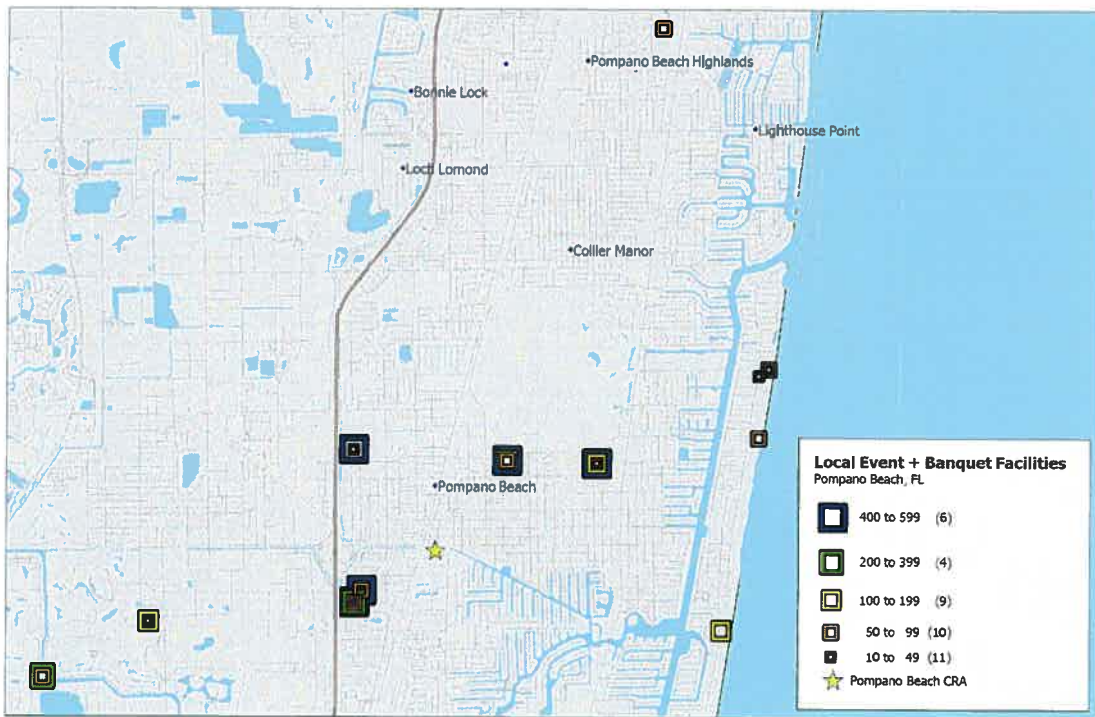 Pompano Beach Highlands
Bonnie Lock
Lighthouse Point
Loch Lomond
Collier Manor
Pompano Beach
Local Event + Banquet Facilities
Pompano Beach, FL
400 to 599 (6)
200 to 399 (4)
100 to 199 (9)
50 to 99 (10)
10 to 49 (11)
Pompano Beach CRA